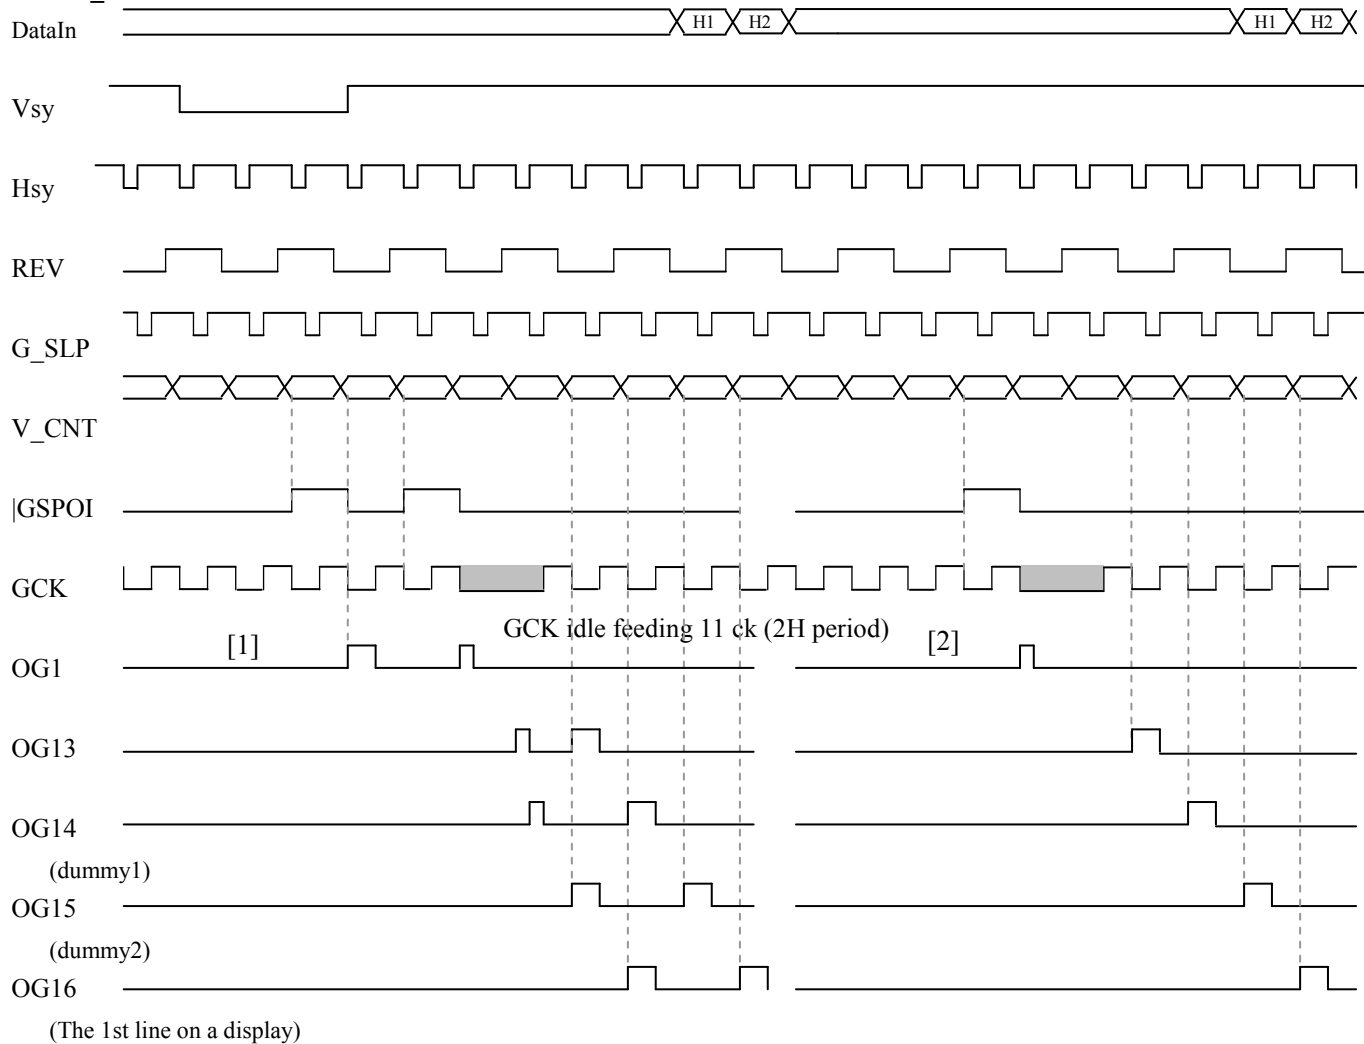 DataIn
H1 H2 H1 H2
Vsy
Hsy
REV
G_SLP
V_CNT
|GSPOI
GCK
GCK idle feeding 11 ck (2H period)
[1] [2]
OG1
OG13
OG14
(dummy1)
OG15
(dummy2)
OG16
(The 1st line on a display)